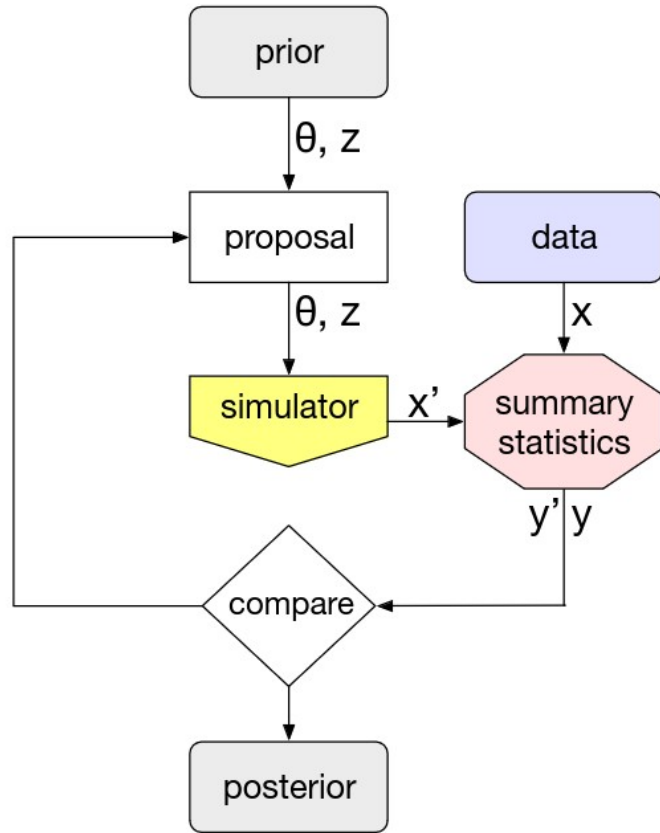 prior
θ, z
proposal
data
θ, z
x
simulator
x’
summary
statistics
y’ y
compare
posterior